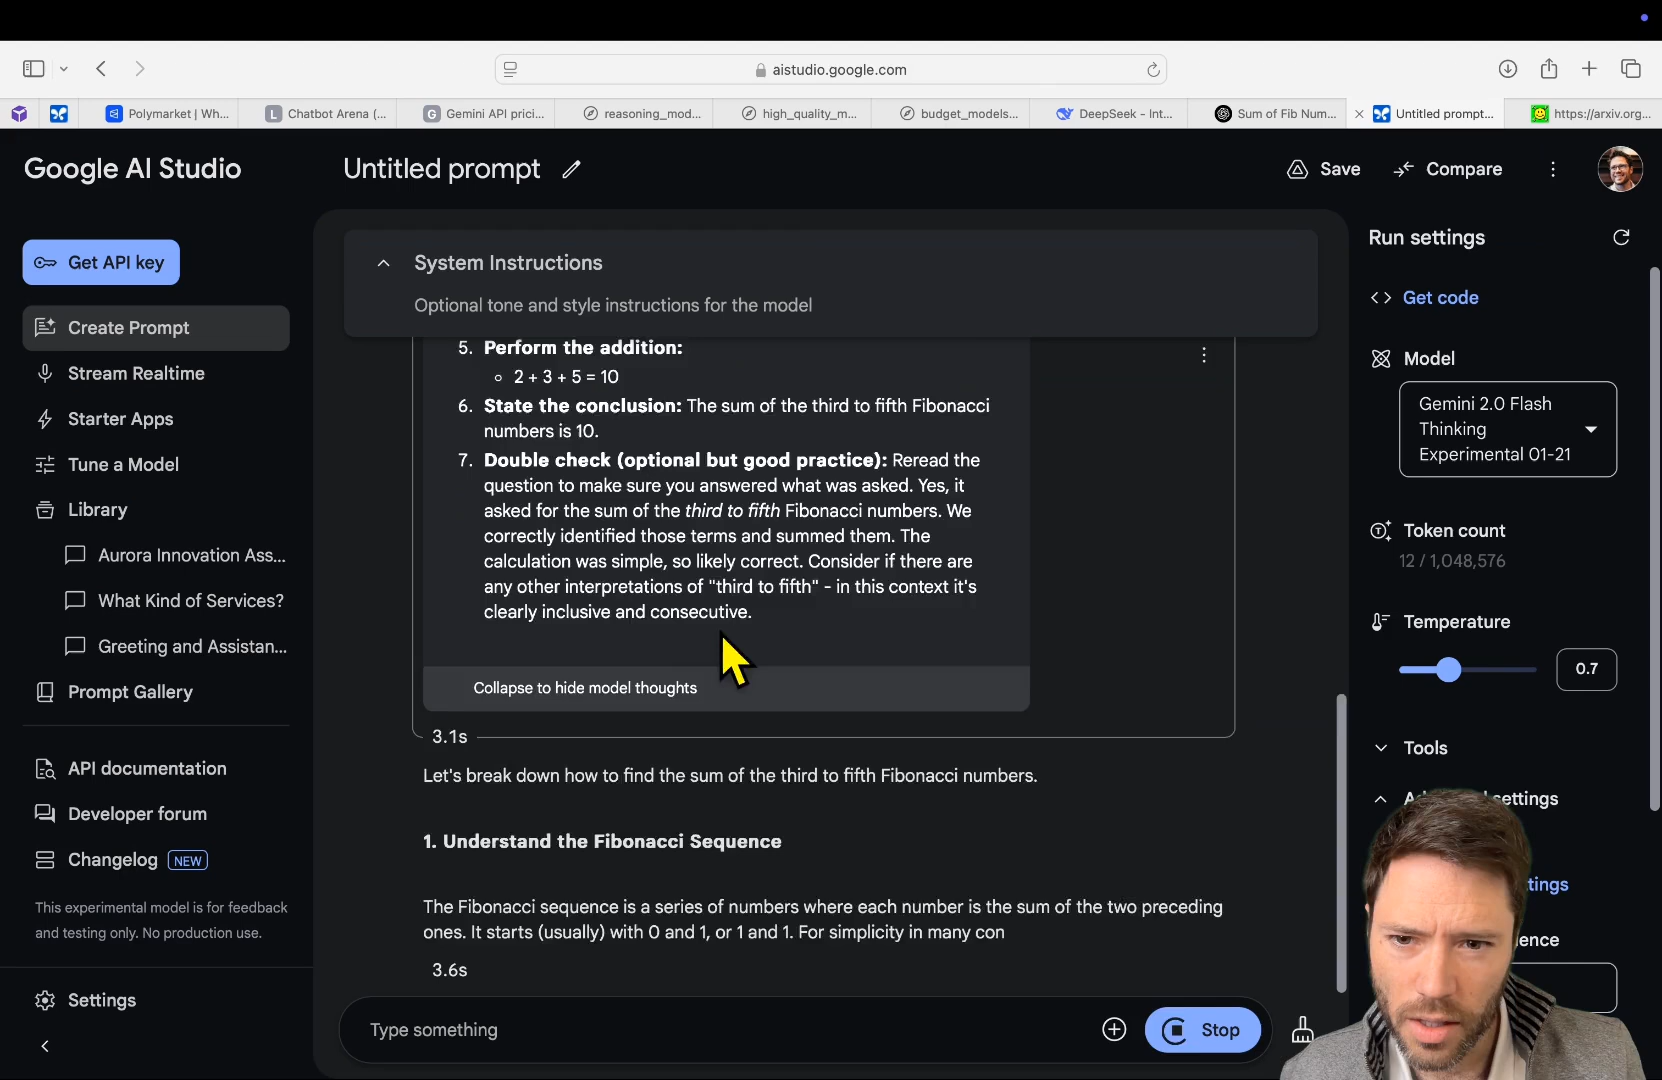 aistudio.google.com
Polymarket | Wh...
Chatbot Arena (...
Gemini API prici...
reasoning_mod...
high_quality_m...
budget_models...
DeepSeek - Int...
Sum of Fib Num...
Untitled prompt...
https://arxiv.org...
Google AI Studio
Untitled prompt
Save
Compare
Get API key
Create Prompt
Stream Realtime
Starter Apps
Tune a Model
Library
Aurora Innovation Ass...
What Kind of Services?
Greeting and Assistan...
Prompt Gallery
API documentation
Developer forum
Changelog NEW
This experimental model is for feedback
and testing only. No production use.
Settings
System Instructions
Optional tone and style instructions for the model
5. Perform the addition:
2 + 3 + 5 = 10
6. State the conclusion: The sum of the third to fifth Fibonacci
numbers is 10.
7. Double check (optional but good practice): Reread the
question to make sure you answered what was asked. Yes, it
asked for the sum of the third to fifth Fibonacci numbers. We
correctly identified those terms and summed them. The
calculation was simple, so likely correct. Consider if there are
any other interpretations of "third to fifth" - in this context it's
clearly inclusive and consecutive.
Collapse to hide model thoughts
3.1s
Let's break down how to find the sum of the third to fifth Fibonacci numbers.
1. Understand the Fibonacci Sequence
The Fibonacci sequence is a series of numbers where each number is the sum of the two preceding
ones. It starts (usually) with 0 and 1, or 1 and 1. For simplicity in many con
3.6s
Type something
Stop
Run settings
Get code
Model
Gemini 2.0 Flash
Thinking
Experimental 01-21
Token count
12 / 1,048,576
Temperature
0.7
Tools
settings